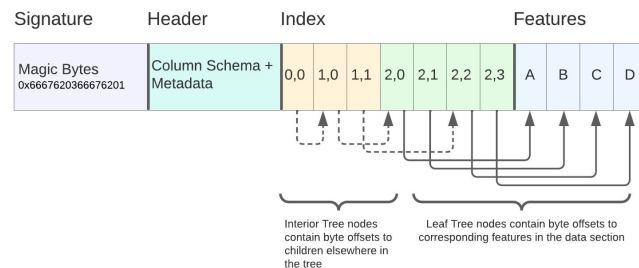 Signature
Header
Index
Features
Magic Bytes
0x6667620366676201
Column Schema +
Metadata
0,0
1,0
1,1
2,0
2,1
2,2
2,3
A
B
C
D
Interior Tree nodes
contain byte offsets to
children elsewhere in
the tree
Leaf Tree nodes contain byte offsets to
corresponding features in the data section